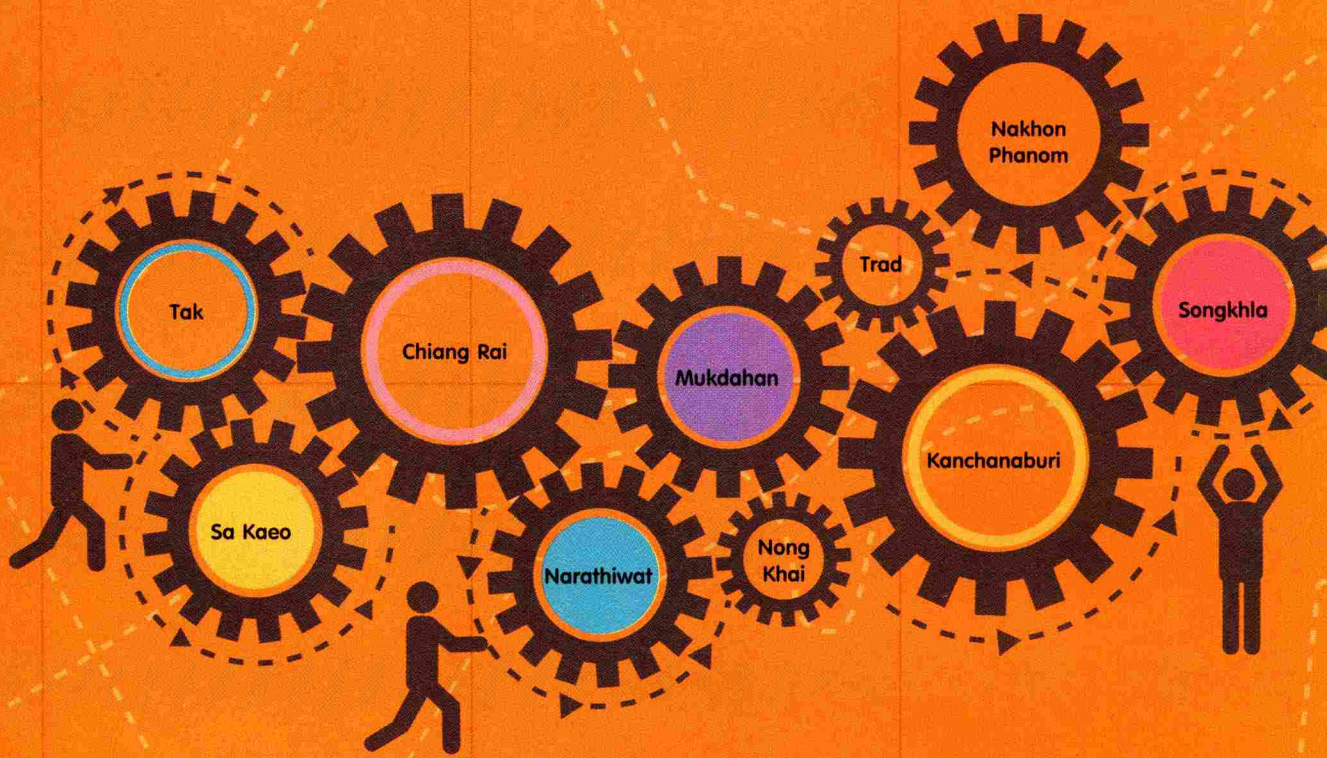 Nakhon
Phanom
Trad
Songkhla
Tak
Chiang Rai
Mukdahan
Kanchanaburi
Sa Kaeo
Narathiwat
Nong
Khai